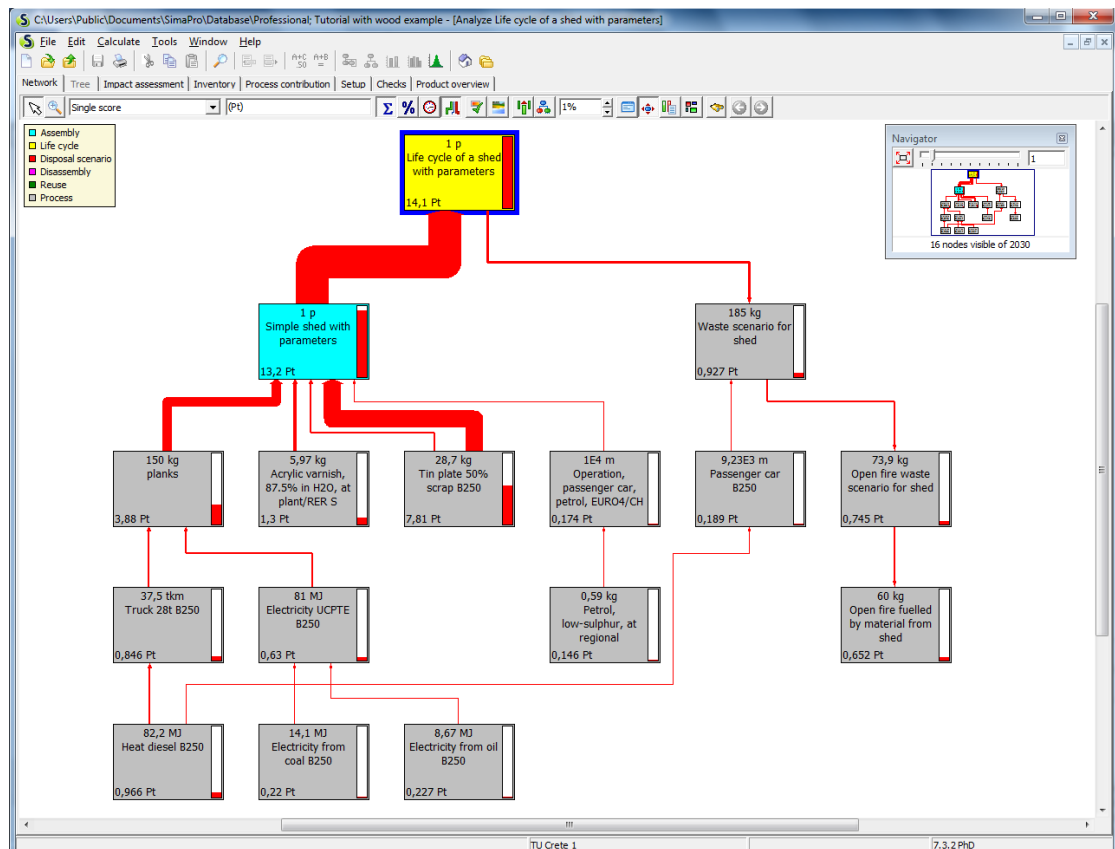 C:\Users\Public\Documents\SimaPro\Database\Professional; Tutorial with wood example - [Analyze Life cycle of a shed with parameters]
File Edit Calculate Tools Window Help
A+C
50
A+B
=
Network Tree Impact assessment Inventory Process contribution Setup Checks Product overview
Single score
(Pt)
Σ % 1%
Assembly
Life cycle
Disposal scenario
Disassembly
Reuse
Process
Navigator
1
16 nodes visible of 2030
1 p
Life cycle of a shed
with parameters
14,1 Pt
1 p
Simple shed with
parameters
13,2 Pt
185 kg
Waste scenario for
shed
0,927 Pt
150 kg
planks
3,88 Pt
5,97 kg
Acrylic varnish,
87.5% in H2O, at
plant/RER S
1,3 Pt
28,7 kg
Tin plate 50%
scrap B250
7,81 Pt
1E4 m
Operation,
passenger car,
petrol, EURO4/CH
0,174 Pt
9,23E3 m
Passenger car
B250
0,189 Pt
73,9 kg
Open fire waste
scenario for shed
0,745 Pt
37,5 tkm
Truck 28t B250
0,846 Pt
81 MJ
Electricity UCPTE
B250
0,63 Pt
0,59 kg
Petrol,
low-sulphur, at
regional
0,146 Pt
60 kg
Open fire fuelled
by material from
shed
0,652 Pt
82,2 MJ
Heat diesel B250
0,966 Pt
14,1 MJ
Electricity from
coal B250
0,22 Pt
8,67 MJ
Electricity from oil
B250
0,227 Pt
TU Crete 1
7.3.2 PhD